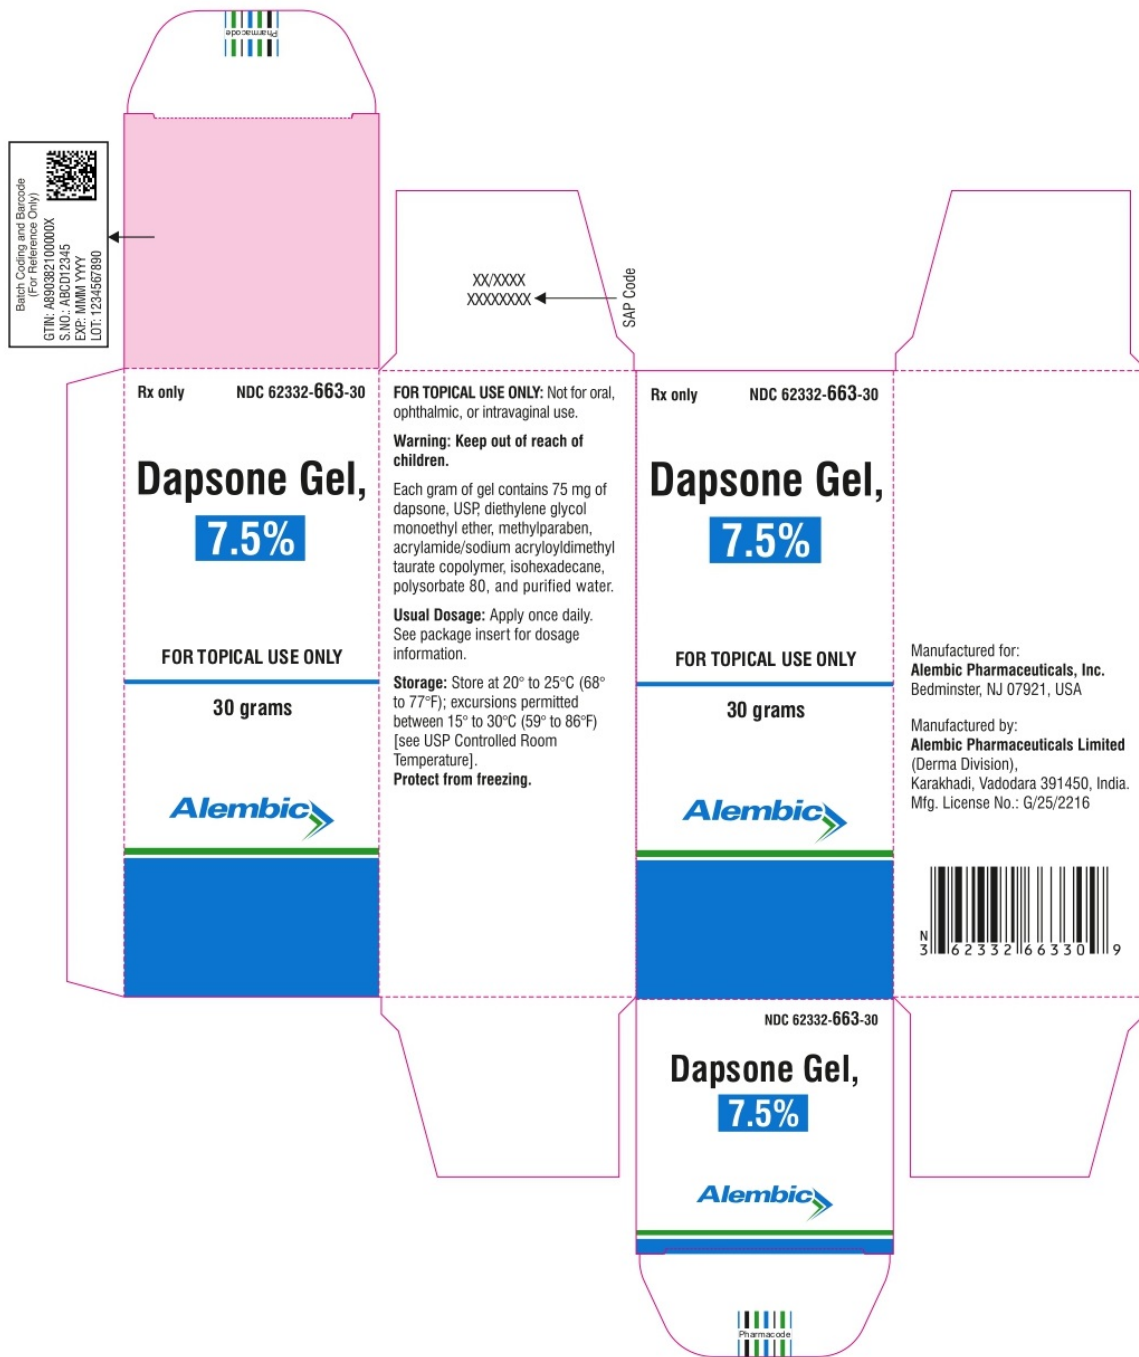 Pharmacode
Batch Coding and Barcode
(For Reference Only)
GTIN: A8903821000000X
S.NO.: ABCD12345
EXP.: MMM YYYY
LOT: 1234567890
XX/XXXX
XXXXXXXX
SAP Code
Rx only NDC 62332-663-30
Dapsone Gel,
7.5%
FOR TOPICAL USE ONLY
30 grams
Alembic
FOR TOPICAL USE ONLY: Not for oral,
ophthalmic, or intravaginal use.
Warning: Keep out of reach of
children.
Each gram of gel contains 75 mg of
dapsone, USP, diethylene glycol
monoethyl ether, methylparaben,
acrylamide/sodium acryloyldimethyl
taurate copolymer, isohexadecane,
polysorbate 80, and purified water.
Usual Dosage: Apply once daily.
See package insert for dosage
information.
Storage: Store at 20° to 25°C (68°
to 77°F); excursions permitted
between 15° to 30°C (59° to 86°F)
[see USP Controlled Room
Temperature].
Protect from freezing.
Rx only NDC 62332-663-30
Dapsone Gel,
7.5%
FOR TOPICAL USE ONLY
30 grams
Alembic
Manufactured for:
Alembic Pharmaceuticals, Inc.
Bedminster, NJ 07921, USA
Manufactured by:
Alembic Pharmaceuticals Limited
(Derma Division),
Karakhadi, Vadodara 391450, India.
Mfg. License No.: G/25/2216
N
3 62332 66330 9
NDC 62332-663-30
Dapsone Gel,
7.5%
Alembic
Pharmacode